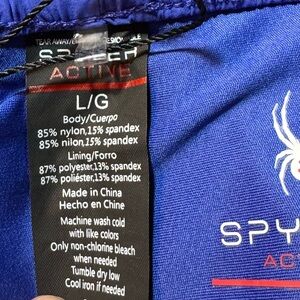 SPYDER
ACTIVE
L/G
Body/Cuerpo
85% nylon,15% spandex
85% nilon,15% spandex
Lining/Forro
87% polyester,13% spandex
87% poliéster,13% spandex
Made in China
Hecho en China
Machine wash cold
with like colors
Only non-chlorine bleach
when needed
Tumble dry low
Cool iron if needed
SPY
AC